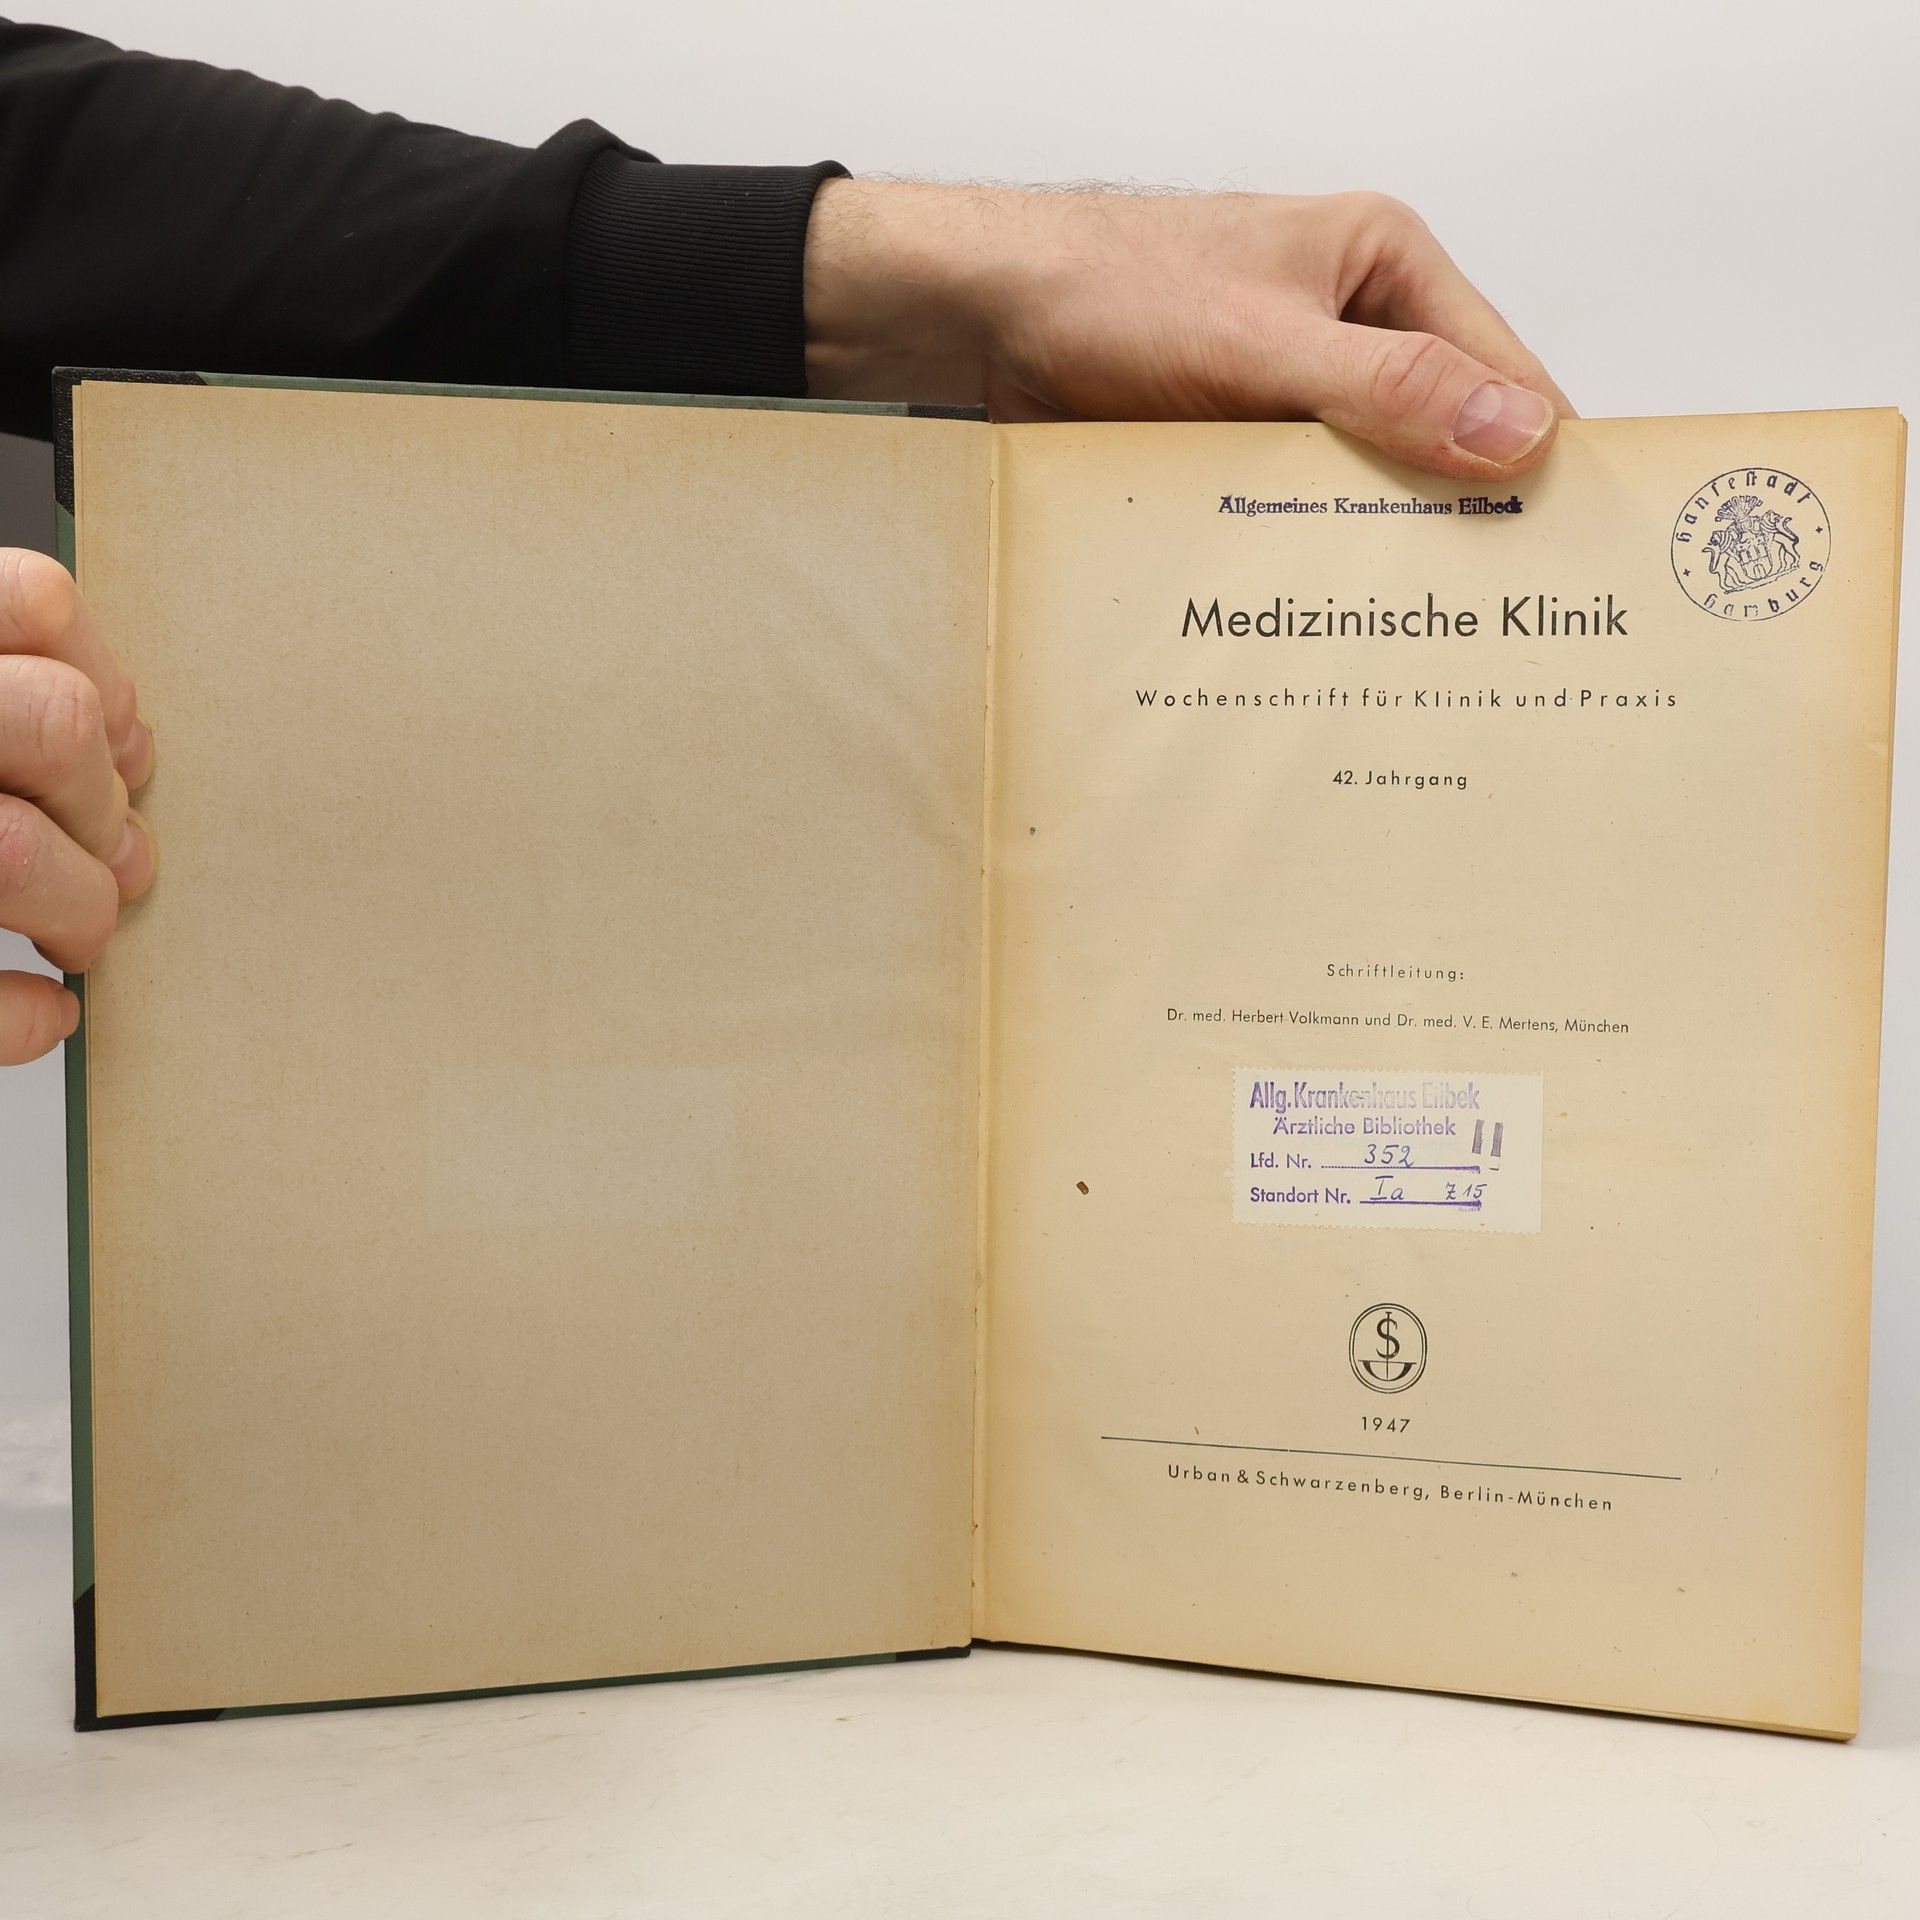 Allgemeines Krankenhaus Eilbeck
Hansestadt Hamburg
Medizinische Klinik
Wochenschrift für Klinik und Praxis
42. Jahrgang
Schriftleitung:
Dr. med. Herbert Volkmann und Dr. med. V. E. Mertens, München
Allg. Krankenhaus Eilbek
Ärztliche Bibliothek
Lfd. Nr. 352
Standort Nr. Ia Z 15
1947
Urban & Schwarzenberg, Berlin-München